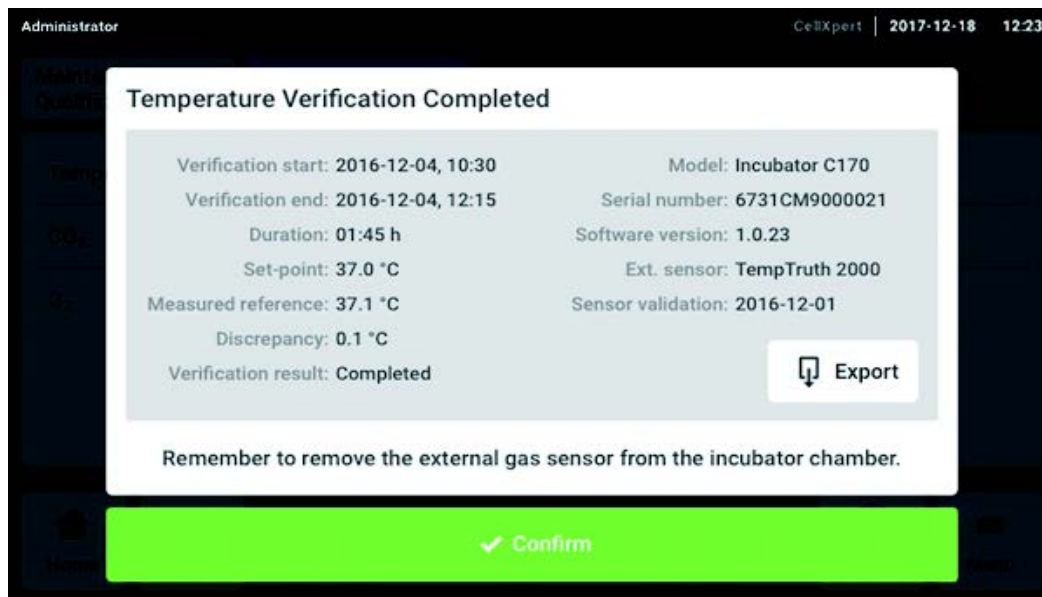 Administrator
CellXpert | 2017-12-18 12:23
Temperature Verification Completed
Verification start: 2016-12-04, 10:30
Verification end: 2016-12-04, 12:15
Duration: 01:45 h
Set-point: 37.0 °C
Measured reference: 37.1 °C
Discrepancy: 0.1 °C
Verification result: Completed
Model: Incubator C170
Serial number: 6731CM9000021
Software version: 1.0.23
Ext. sensor: TempTruth 2000
Sensor validation: 2016-12-01
Export
Remember to remove the external gas sensor from the incubator chamber.
Confirm
Home
Menu